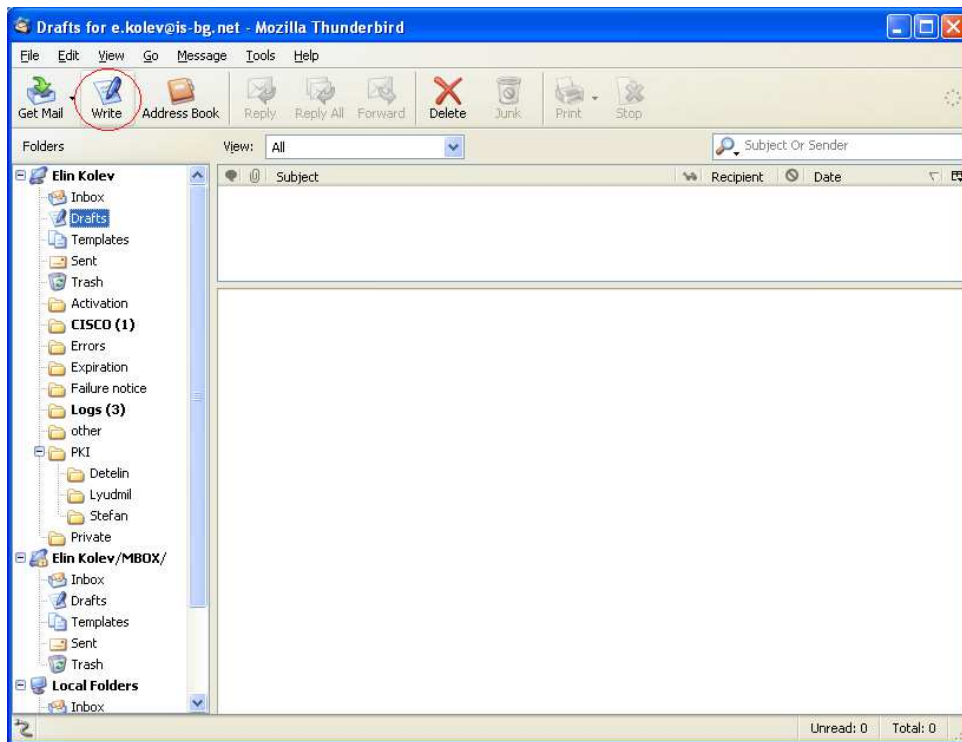 Drafts for e.kolev@is-bg.net - Mozilla Thunderbird
File Edit View Go Message Tools Help
Get Mail Write Address Book Reply Reply All Forward Delete Junk Print Stop
Folders View: All Subject Or Sender
Elin Kolev Subject Recipient Date
Inbox
Drafts
Templates
Sent
Trash
Activation
CISCO (1)
Errors
Expiration
Failure notice
Logs (3)
other
PKI
Detelin
Lyudmil
Stefan
Private
Elin Kolev/MBOX/
Inbox
Drafts
Templates
Sent
Trash
Local Folders
Inbox
Unread: 0 Total: 0